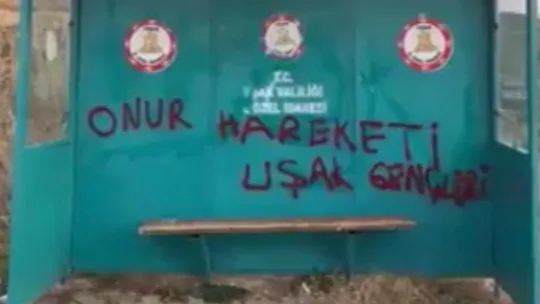 T.C.
UŞAK VALİLİĞİ
İL ÖZEL İDARESİ
ONUR HAREKETİ
UŞAK GENÇLERİ